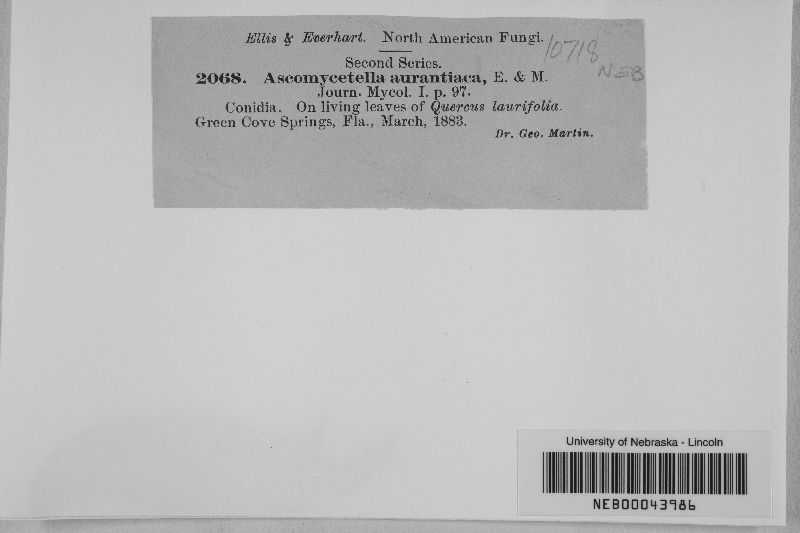 Ellis & Everhart. North American Fungi.
10718
NEB
Second Series.
2068. Ascomycetella aurantiaca, E. & M.
Journ. Mycol. I. p. 97.
Conidia. On living leaves of Quercus laurifolia.
Green Cove Springs, Fla., March, 1883.
Dr. Geo. Martin.
University of Nebraska - Lincoln
NEB00043986